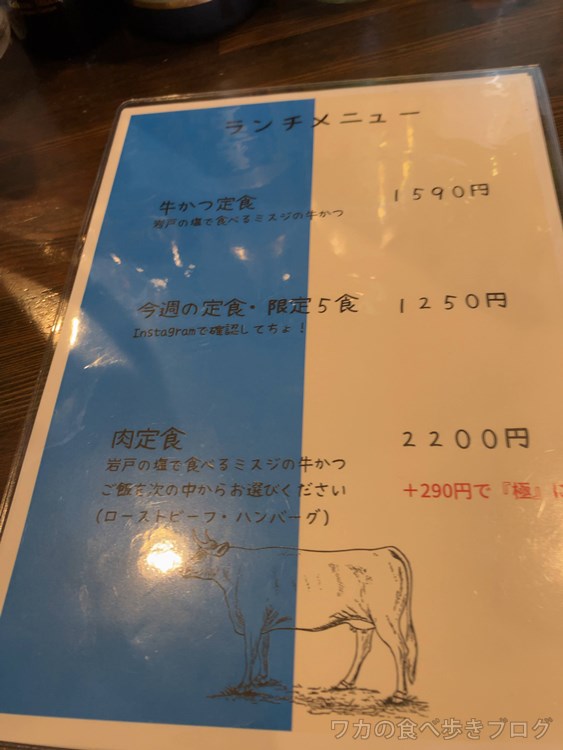 ランチメニュー
牛かつ定食 1590円
岩戸の塩で食べるミスジの牛かつ
今週の定食・限定5食 1250円
Instagramで確認してちょ!
肉定食 2200円
岩戸の塩で食べるミスジの牛かつ
ご飯を次の中からお選びください
+290円で『極』に
(ローストビーフ・ハンバーグ)
ワカの食べ歩きブログ